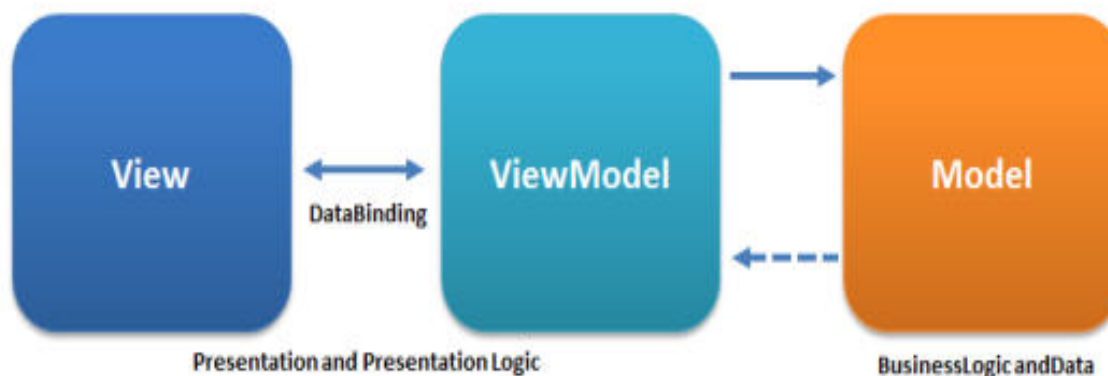 View
ViewModel
Model
DataBinding
Presentation and Presentation Logic
BusinessLogic andData